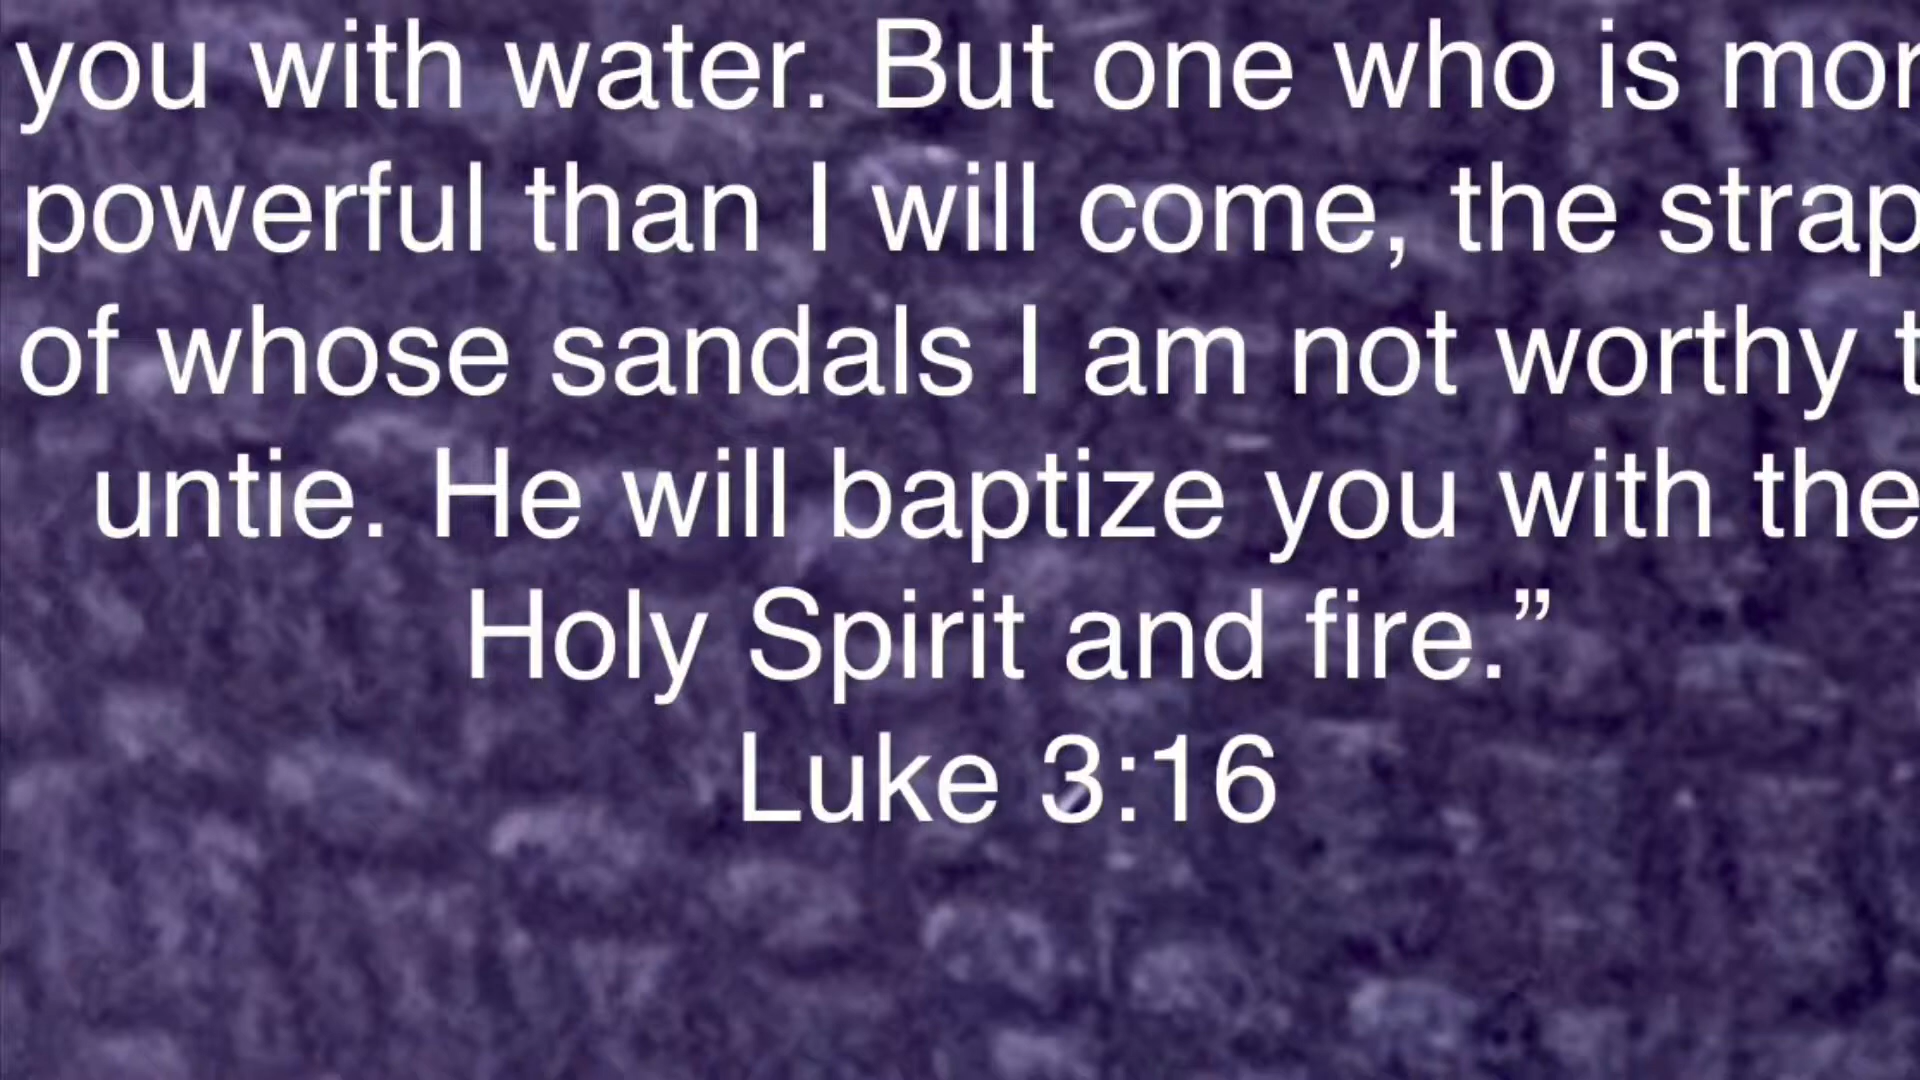 you with water. But one who is mor
powerful than I will come, the strap
of whose sandals I am not worthy t
untie. He will baptize you with the
Holy Spirit and fire.”
Luke 3:16